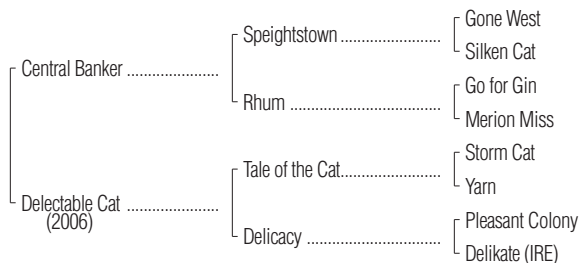 Gone West
Speightstown ......................
Silken Cat
Central Banker ....................
Go for Gin
Rhum ..................................
Merion Miss
Storm Cat
Tale of the Cat......................
Yarn
Delectable Cat ....................
(2006)
Pleasant Colony
Delicacy ..............................
Delikate (IRE)